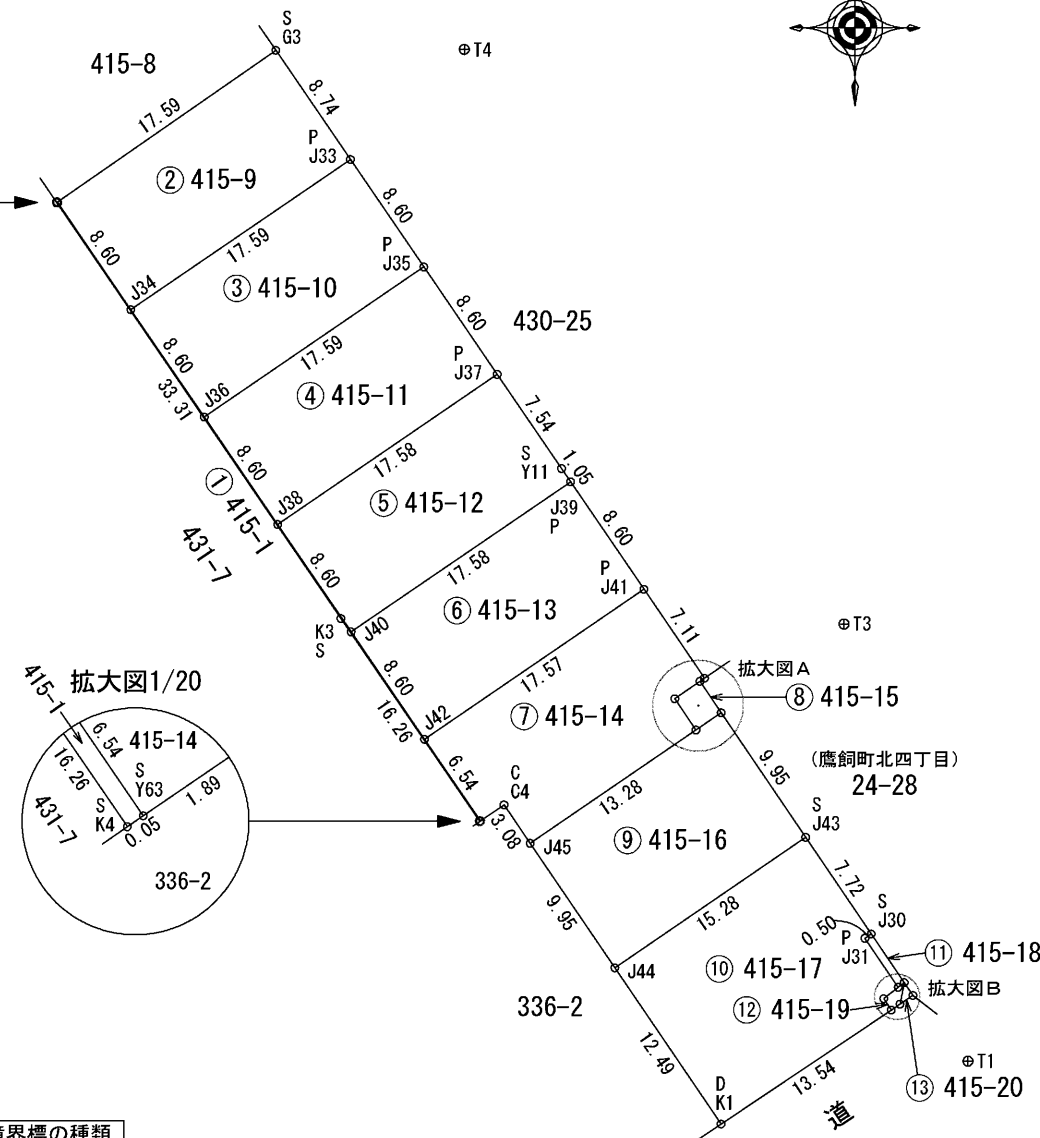 S
G3
T4
415-8
17.59
8.74
P
J33
② 415-9
8.60
8.60
17.59
P
J35
J34
③ 415-10
8.60
430-25
8.60
17.59
P
J37
33.31
J36
④ 415-11
7.54
8.60
17.58
S
Y11
1.05
① 415-1
J38
⑤ 415-12
J39
P
431-7
8.60
8.60
17.58
P
J41
K3
S
J40
⑥ 415-13
7.11
T3
8.60
17.57
拡大図A
⑧ 415-15
16.26
J42
⑦ 415-14
9.95
(鷹飼町北四丁目)
24-28
拡大図1/20
415-1
6.54
415-14
16.26
S
Y63
1.89
431-7
S
K4
0.05
336-2
6.54
C
C4
3.08
13.28
J45
⑨ 415-16
S
J43
9.95
15.28
7.72
S
J30
0.50
P
J31
⑪ 415-18
J44
⑩ 415-17
336-2
⑫ 415-19
拡大図B
12.49
13.54
T1
⑬ 415-20
D
K1
道